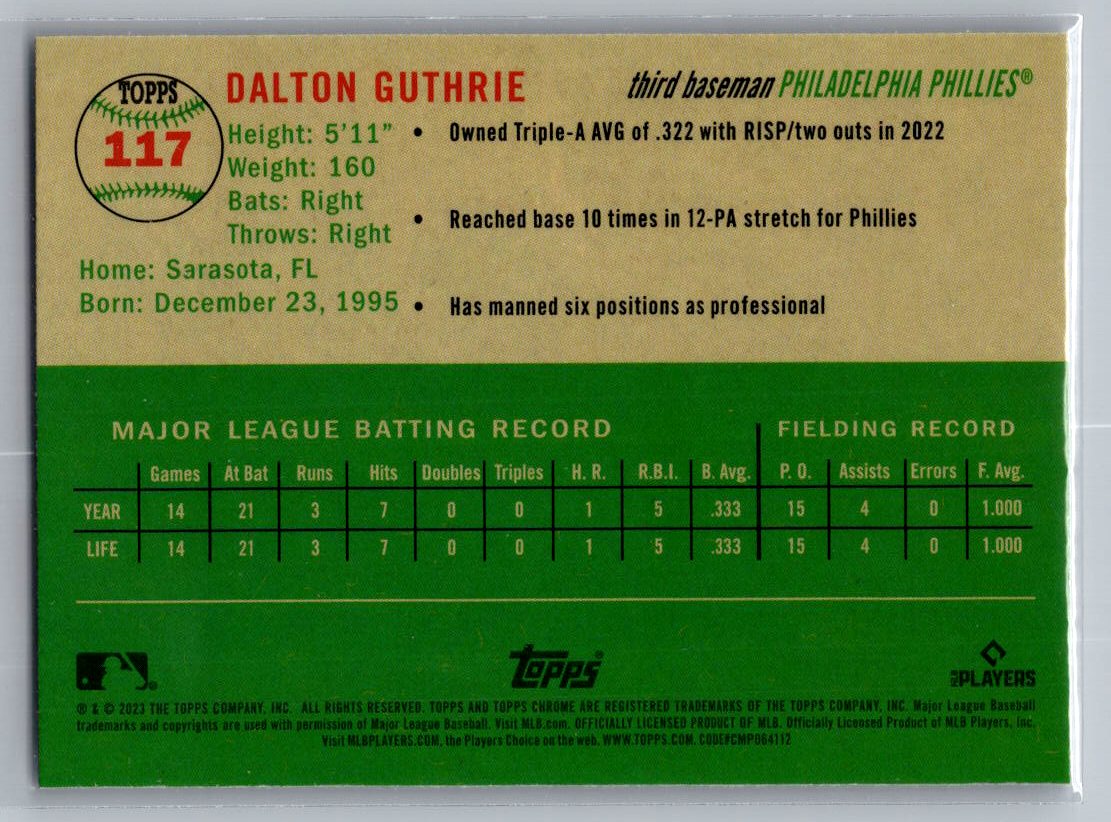 TOPPS
117
DALTON GUTHRIE
third baseman PHILADELPHIA PHILLIES®
Height: 5'11"
Weight: 160
Bats: Right
Throws: Right
Home: Sarasota, FL
Born: December 23, 1995
• Owned Triple-A AVG of .322 with RISP/two outs in 2022
• Reached base 10 times in 12-PA stretch for Phillies
• Has manned six positions as professional
MAJOR LEAGUE BATTING RECORD FIELDING RECORD
Games At Bat Runs Hits Doubles Triples H. R. R.B.I. B. Avg. P. O. Assists Errors F. Avg.
YEAR 14 21 3 7 0 0 1 5 .333 15 4 0 1.000
LIFE 14 21 3 7 0 0 1 5 .333 15 4 0 1.000
Topps
PLAYERS
® & © 2023 THE TOPPS COMPANY, INC. ALL RIGHTS RESERVED. TOPPS AND TOPPS CHROME ARE REGISTERED TRADEMARKS OF THE TOPPS COMPANY, INC. Major League Baseball
trademarks and copyrights are used with permission of Major League Baseball. Visit MLB.com. OFFICIALLY LICENSED PRODUCT OF MLB. Officially Licensed Product of MLB Players, Inc.
Visit MLBPLAYERS.COM, the Players Choice on the web. WWW.TOPPS.COM. CODE#CMP064112